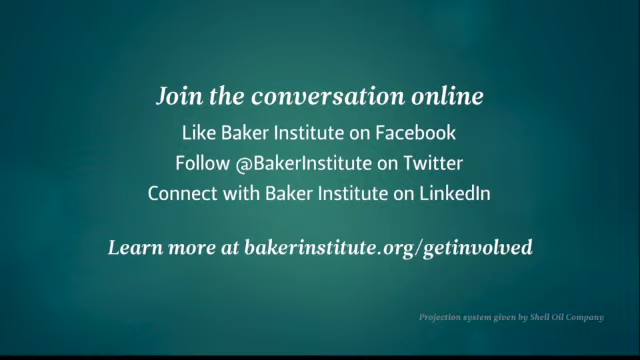 Join the conversation online
Like Baker Institute on Facebook
Follow @BakerInstitute on Twitter
Connect with Baker Institute on LinkedIn
Learn more at bakerinstitute.org/getinvolved
Projection system given by Shell Oil Company